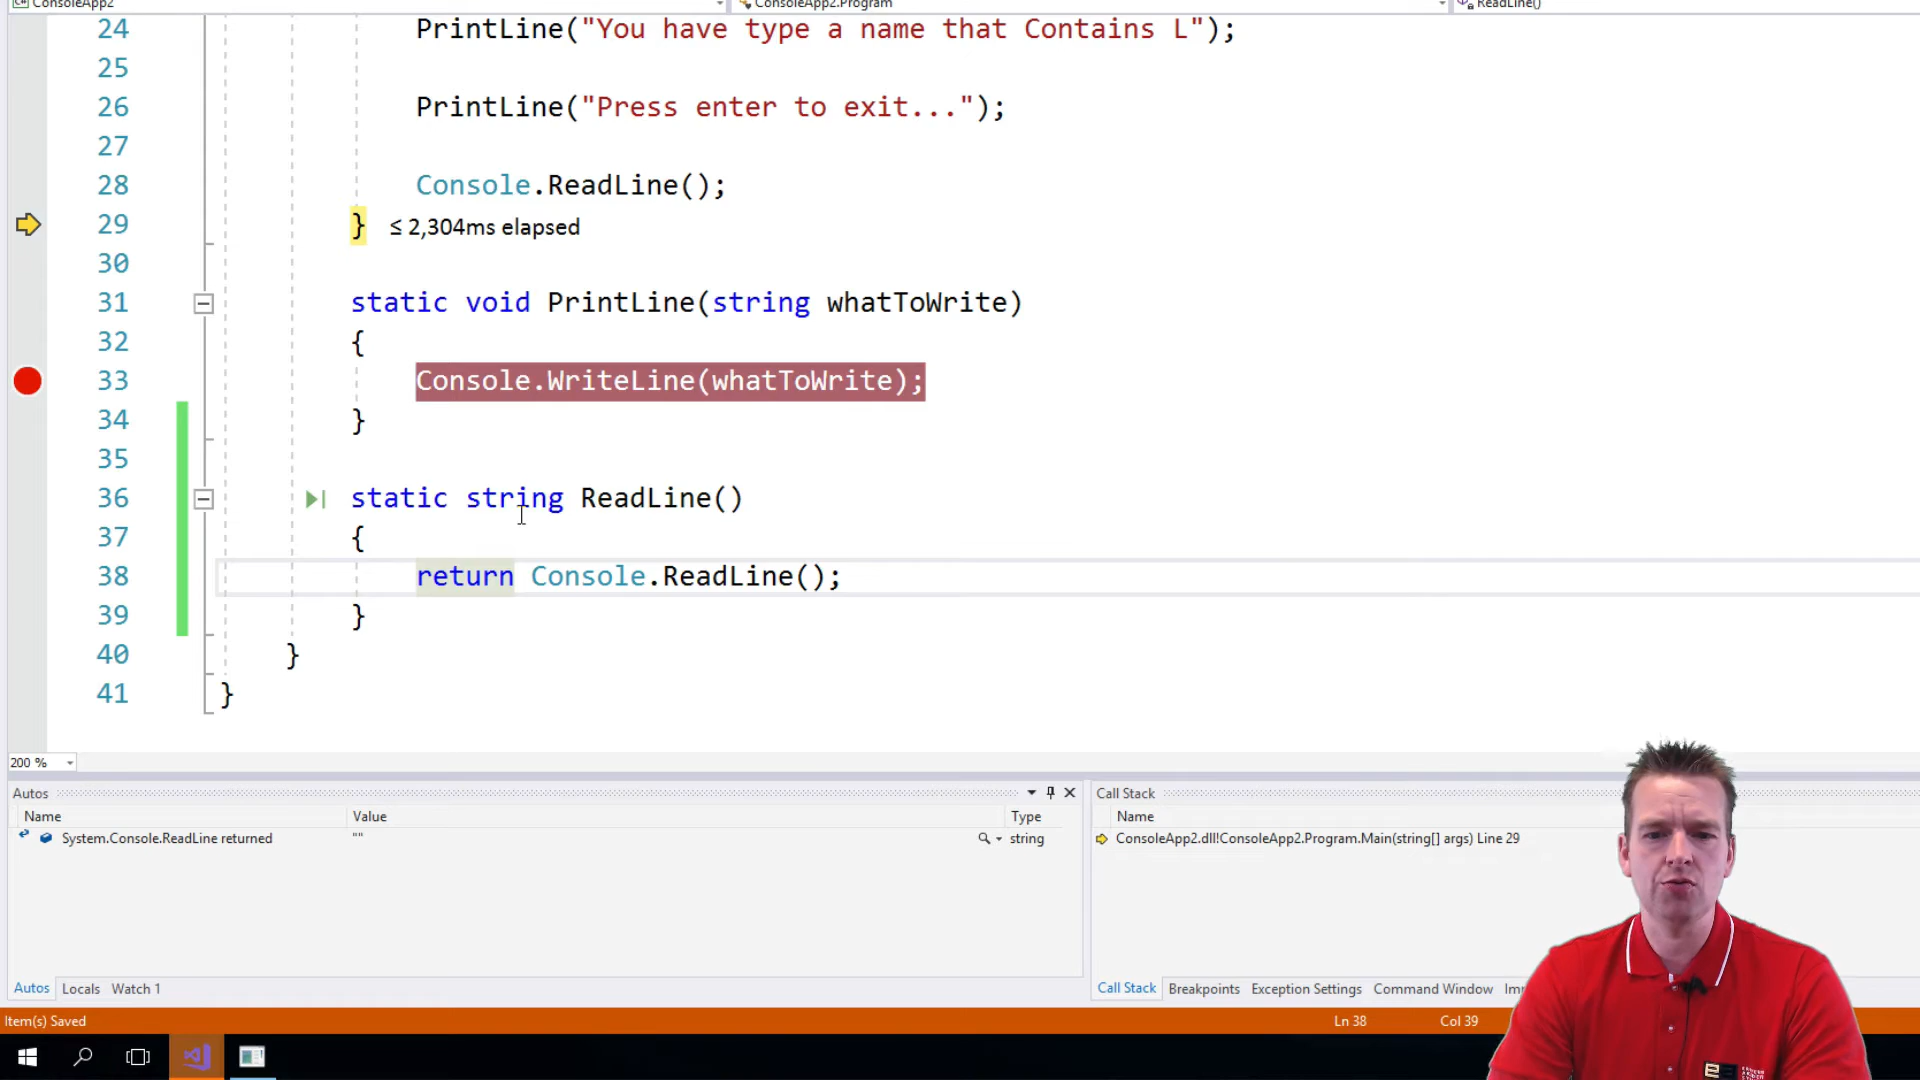 ConsoleApp2
ConsoleApp2.Program
ReadLine()
24 PrintLine("You have type a name that Contains L");
25
26 PrintLine("Press enter to exit...");
27
28 Console.ReadLine();
29 } ≤ 2,304ms elapsed
30
31 static void PrintLine(string whatToWrite)
32 {
33 Console.WriteLine(whatToWrite);
34 }
35
36 static string ReadLine()
37 {
38 return Console.ReadLine();
39 }
40 }
41 }
200 %
Autos
Name Value Type
System.Console.ReadLine returned "" string
Autos Locals Watch 1
Call Stack
Name
ConsoleApp2.dll!ConsoleApp2.Program.Main(string[] args) Line 29
Call Stack Breakpoints Exception Settings Command Window
Item(s) Saved Ln 38 Col 39